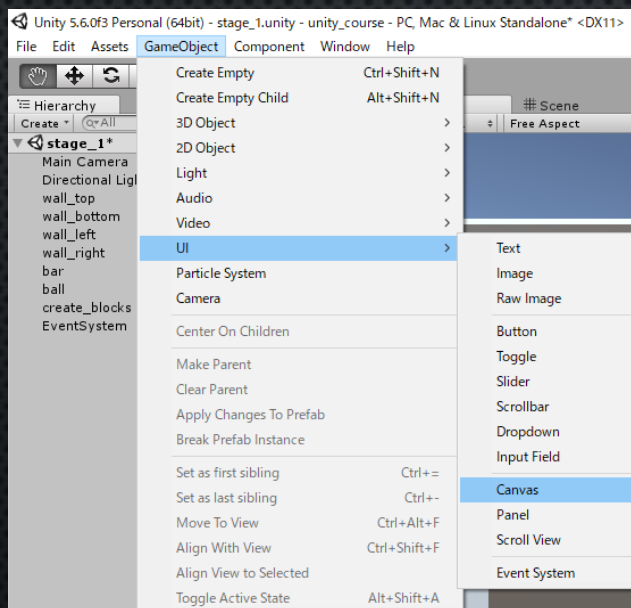 Unity 5.6.0f3 Personal (64bit) - stage_1.unity - unity_course - PC, Mac & Linux Standalone* <DX11>
File Edit Assets GameObject Component Window Help
Hierarchy
Create All
stage_1*
Main Camera
Directional Ligh
wall_top
wall_bottom
wall_left
wall_right
bar
ball
create_blocks
EventSystem
Create Empty Ctrl+Shift+N
Create Empty Child Alt+Shift+N
3D Object
2D Object
Light
Audio
Video
UI
Particle System
Camera
Center On Children
Make Parent
Clear Parent
Apply Changes To Prefab
Break Prefab Instance
Set as first sibling Ctrl+=
Set as last sibling Ctrl+-
Move To View Ctrl+Alt+F
Align With View Ctrl+Shift+F
Align View to Selected
Toggle Active State Alt+Shift+A
Scene
Free Aspect
Text
Image
Raw Image
Button
Toggle
Slider
Scrollbar
Dropdown
Input Field
Canvas
Panel
Scroll View
Event System